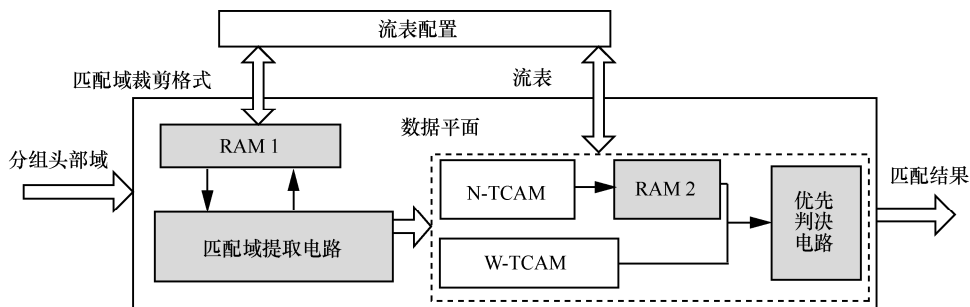 流表配置
匹配域裁剪格式
流表
数据平面
分组头部域
RAM 1
匹配域提取电路
N-TCAM
RAM 2
W-TCAM
优先
判决
电路
匹配结果